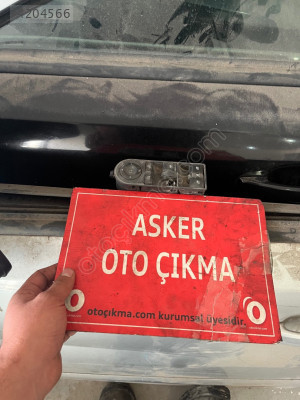 204566
ASKER
OTO ÇIKMA
otoçıkma.com kurumsal üyesidir.